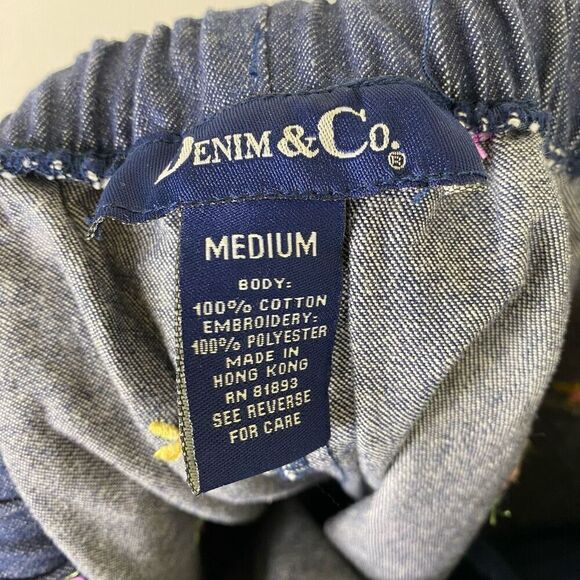 DENIM & CO.®
MEDIUM
BODY:
100% COTTON
EMBROIDERY:
100% POLYESTER
MADE IN
HONG KONG
RN 81893
SEE REVERSE
FOR CARE